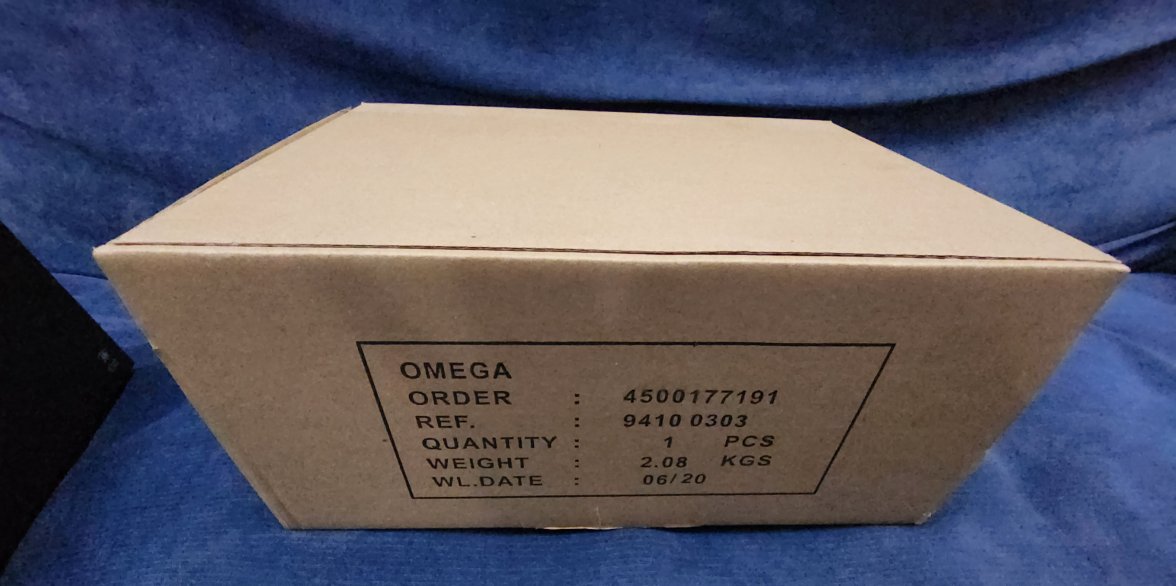 OMEGA
ORDER : 4500177191
REF. : 9410 0303
QUANTITY : 1 PCS
WEIGHT : 2.08 KGS
WL.DATE : 06/20